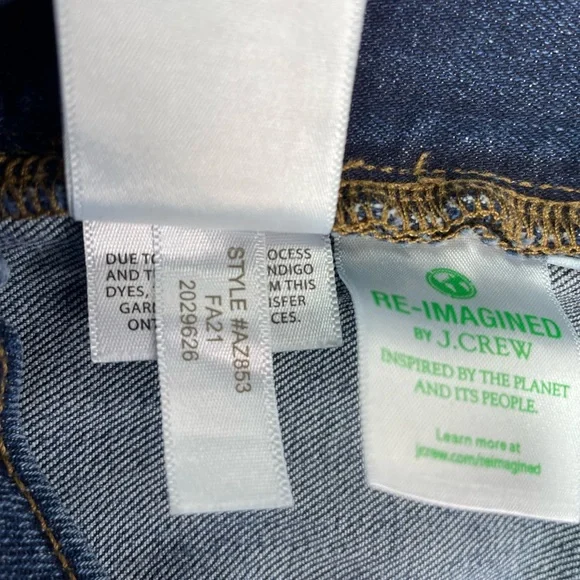 DUE TO
OCESS
AND T
NDIGO
DYES,
M THIS
GAR
SFER
ONT
CES.
STYLE #AZ853
FA21
2029626
RE-IMAGINED
BY J.CREW
INSPIRED BY THE PLANET
AND ITS PEOPLE.
Learn more at
jcrew.com/reimagined